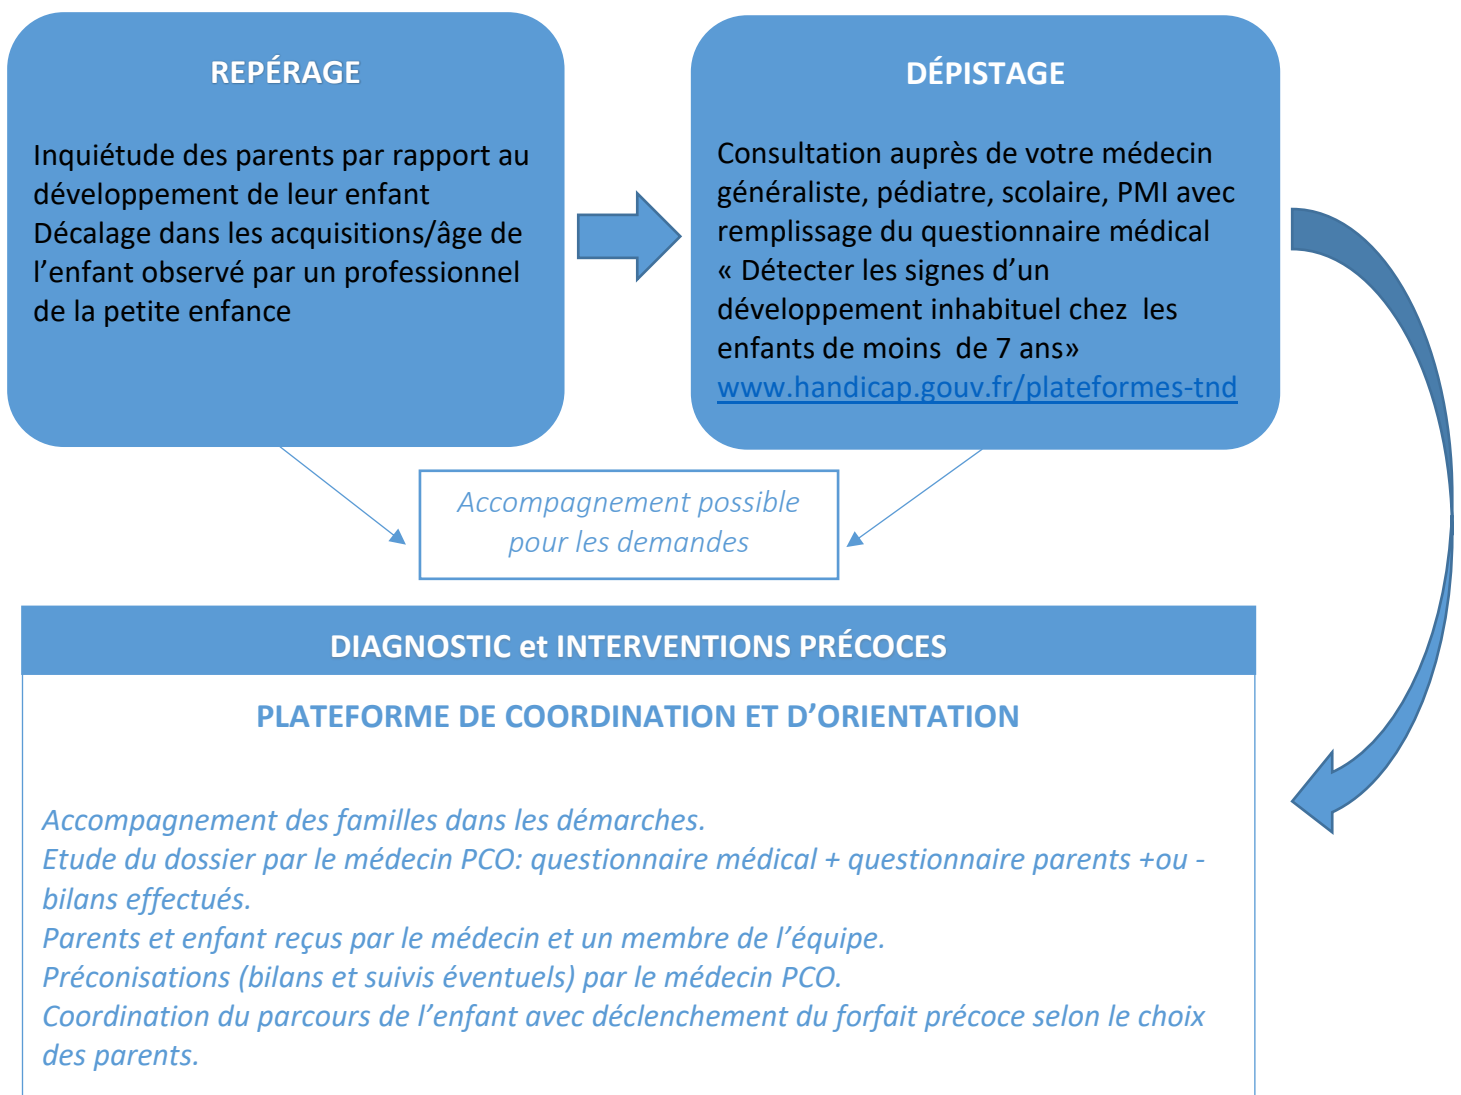 REPÉRAGE
Inquiétude des parents par rapport au
développement de leur enfant
Décalage dans les acquisitions/âge de
l’enfant observé par un professionnel
de la petite enfance
DÉPISTAGE
Consultation auprès de votre médecin
généraliste, pédiatre, scolaire, PMI avec
remplissage du questionnaire médical
« Détecter les signes d’un
développement inhabituel chez les
enfants de moins de 7 ans»
www.handicap.gouv.fr/plateformes-tnd
Accompagnement possible
pour les demandes
DIAGNOSTIC et INTERVENTIONS PRÉCOCES
PLATEFORME DE COORDINATION ET D’ORIENTATION
Accompagnement des familles dans les démarches.
Etude du dossier par le médecin PCO: questionnaire médical + questionnaire parents +ou -
bilans effectués.
Parents et enfant reçus par le médecin et un membre de l’équipe.
Préconisations (bilans et suivis éventuels) par le médecin PCO.
Coordination du parcours de l’enfant avec déclenchement du forfait précoce selon le choix
des parents.